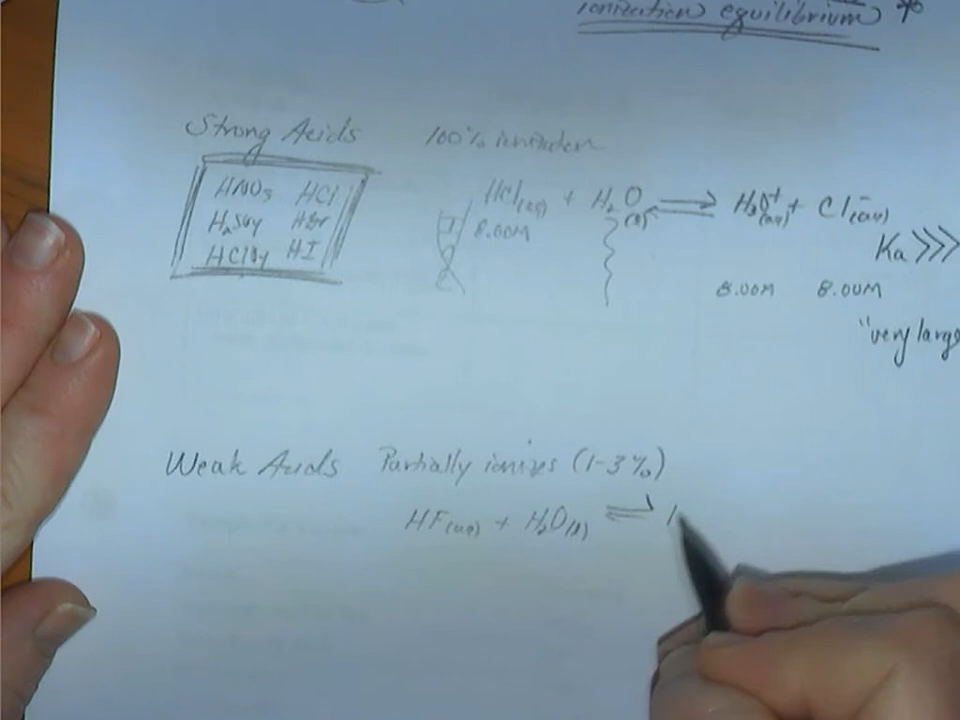 ionization equilibrium *
Strong Acids 100% ionization
HNO₃ HCl
H₂SO₄ HBr
HClO₄ HI
HCl(aq) + H₂O(l) ⇌ H₃O⁺(aq) + Cl⁻(aq)
8.00M
Ka >>>
8.00M 8.00M
"very large
Weak Acids Partially ionizes (1-3%)
HF(aq) + H₂O(l) ⇌